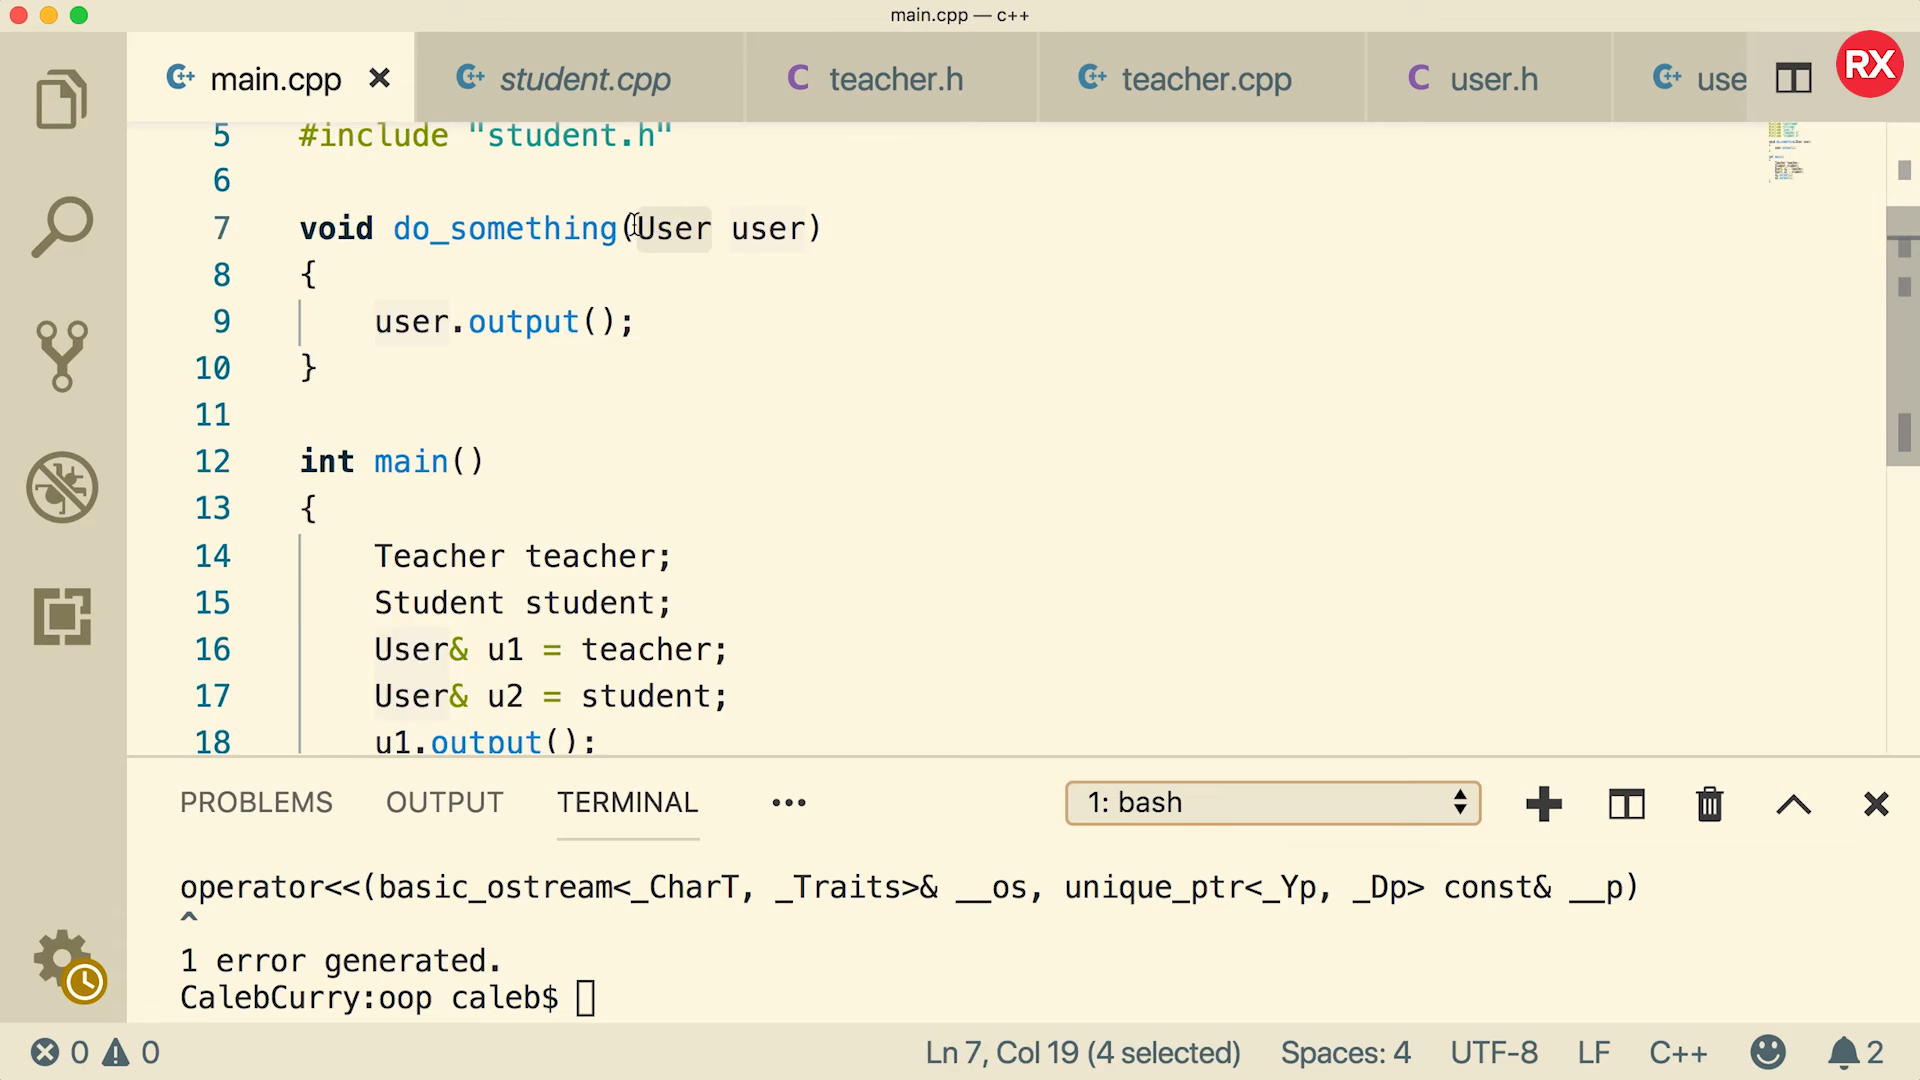 main.cpp — c++
main.cpp student.cpp teacher.h teacher.cpp user.h use
RX
5 #include "student.h"
6
7 void do_something(User user)
8 {
9 user.output();
10 }
11
12 int main()
13 {
14 Teacher teacher;
15 Student student;
16 User& u1 = teacher;
17 User& u2 = student;
18 u1.output();
PROBLEMS OUTPUT TERMINAL ••• 1: bash
operator<<(basic_ostream<_CharT, _Traits>& __os, unique_ptr<_Yp, _Dp> const& __p)
^
1 error generated.
CalebCurry:oop caleb$
0 0 Ln 7, Col 19 (4 selected) Spaces: 4 UTF-8 LF C++ 2